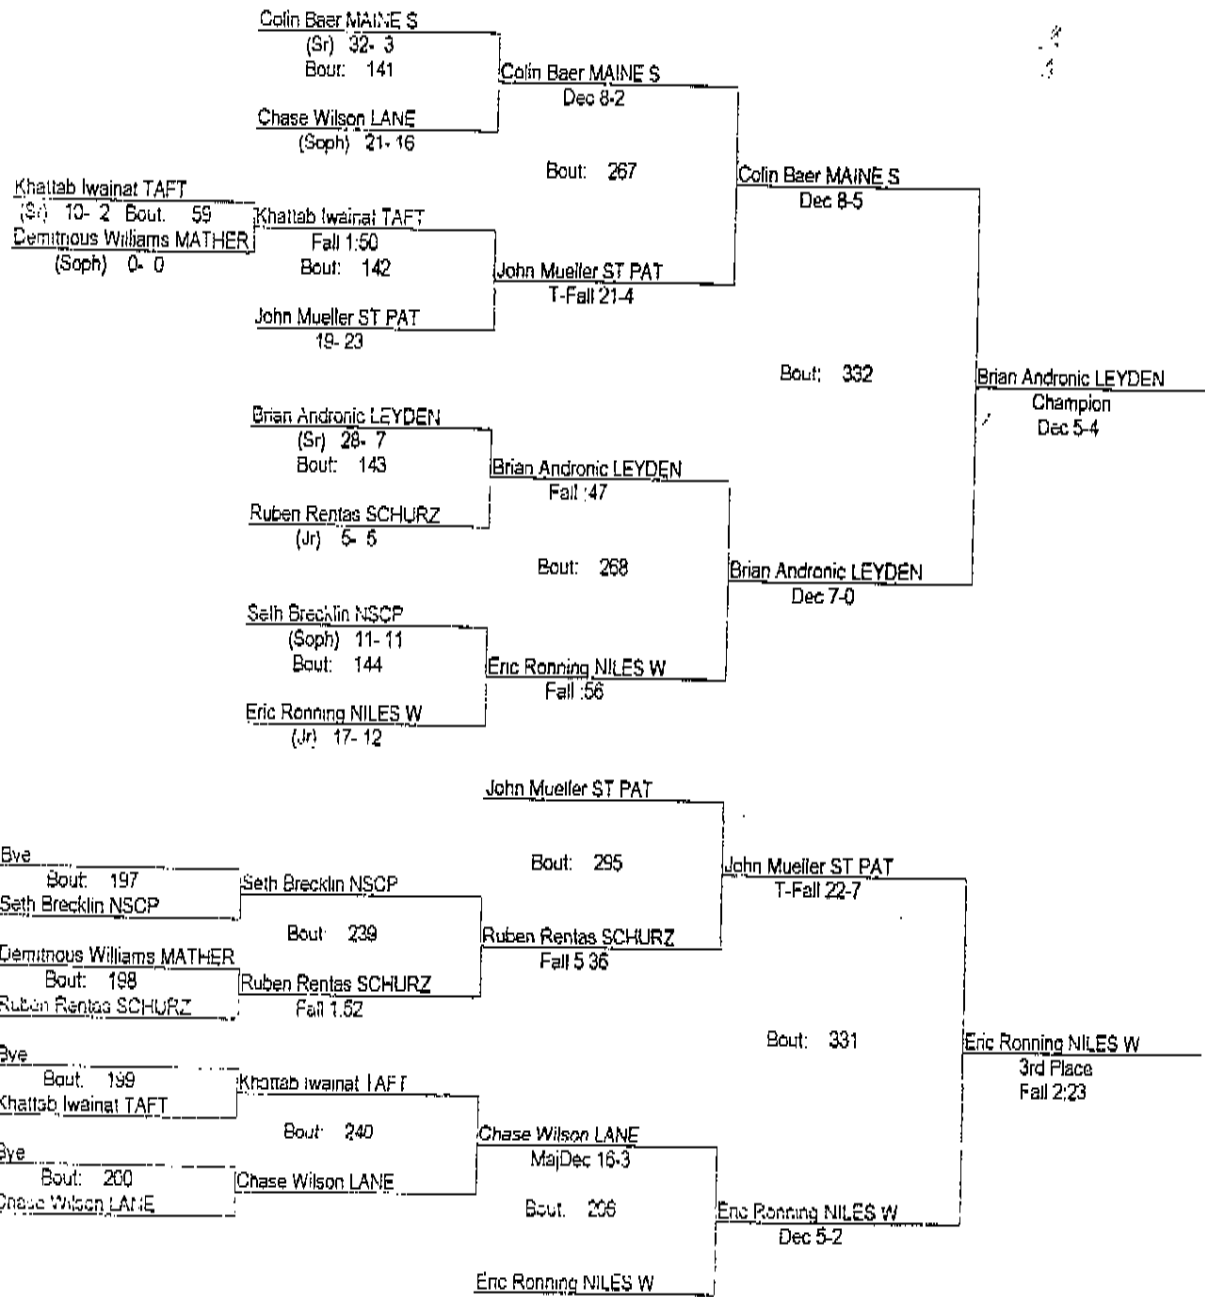 Colin Baer MAINE S
(Sr) 32- 3
Bout: 141
Colin Baer MAINE S
Dec 8-2
Chase Wilson LANE
(Soph) 21- 16
Bout: 267
Colin Baer MAINE S
Dec 8-5
Khattab Iwainat TAFT
(Sr) 10- 2 Bout. 59
Demitrious Williams MATHER
(Soph) 0- 0
Khattab Iwainat TAFT
Fall 1:50
Bout: 142
John Mueller ST PAT
T-Fall 21-4
John Mueller ST PAT
19- 23
Bout: 332
Brian Andronic LEYDEN
Champion
Dec 5-4
Brian Andronic LEYDEN
(Sr) 28- 7
Bout: 143
Brian Andronic LEYDEN
Fall :47
Ruben Rentas SCHURZ
(Jr) 5- 5
Bout: 268
Brian Andronic LEYDEN
Dec 7-0
Seth Brecklin NSCP
(Soph) 11- 11
Bout: 144
Eric Ronning NILES W
Fall :56
Eric Ronning NILES W
(Jr) 17- 12
John Mueller ST PAT
Bout: 295
John Mueller ST PAT
T-Fall 22-7
Bye
Bout: 197
Seth Brecklin NSCP
Seth Brecklin NSCP
Bout: 239
Ruben Rentas SCHURZ
Fall 5 36
Demitrious Williams MATHER
Bout: 198
Ruben Rentas SCHURZ
Ruben Rentas SCHURZ
Fall 1.52
Bout: 331
Eric Ronning NILES W
3rd Place
Fall 2:23
Bye
Bout. 199
Khattab Iwainat TAFT
Khattab Iwainat TAFT
Bout: 240
Chase Wilson LANE
MajDec 16-3
Bye
Bout: 200
Chase Wilson LANE
Chase Wilson LANE
Bout.
Eric Ronning NILES W
Dec 5-2
Eric Ronning NILES W